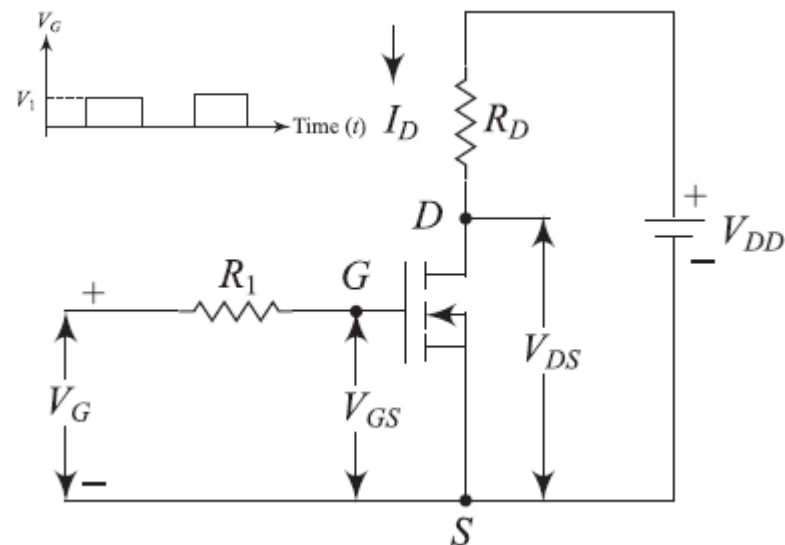 V_G
V_1
Time (t)
I_D
R_D
D
+
V_DD
−
R_1
G
+
V_G
V_GS
V_DS
−
S